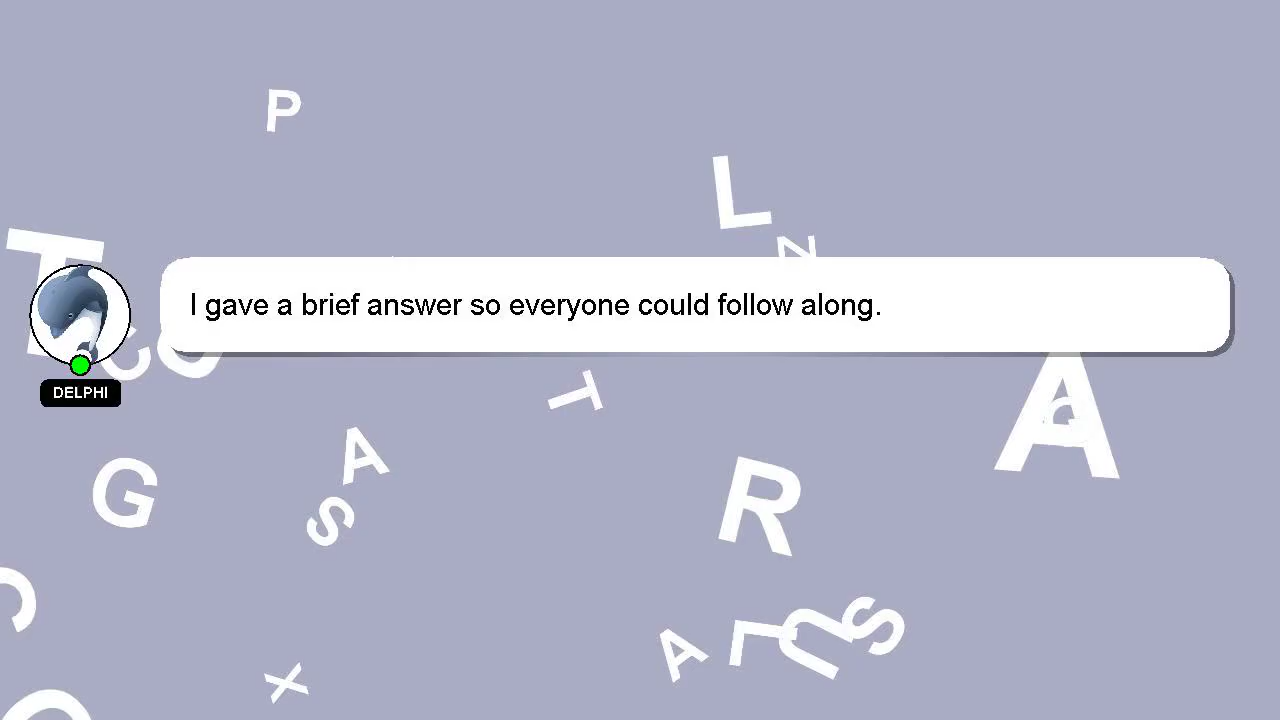 P
L
Z
T
I gave a brief answer so everyone could follow along.
DELPHI
T
A
G
A
S
R
C
A
L
U
S
X